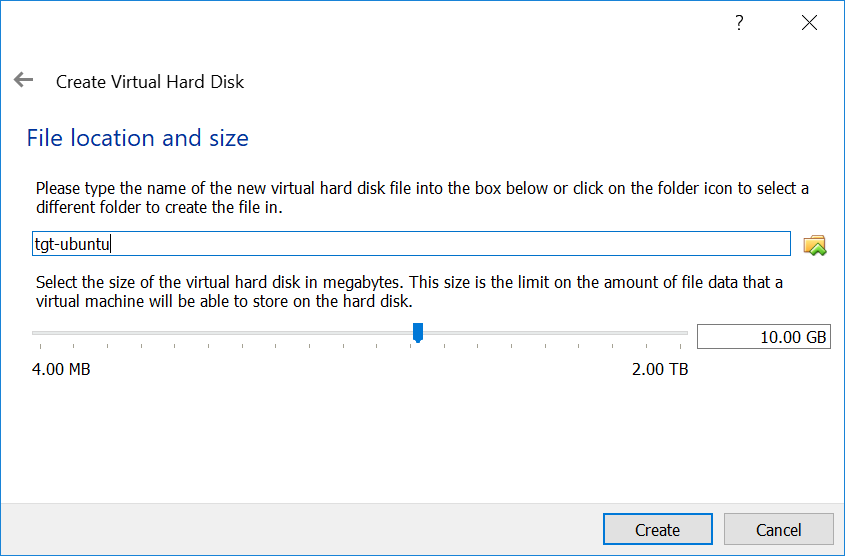 ?
Create Virtual Hard Disk
File location and size
Please type the name of the new virtual hard disk file into the box below or click on the folder icon to select a
different folder to create the file in.
tgt-ubuntu
Select the size of the virtual hard disk in megabytes. This size is the limit on the amount of file data that a
virtual machine will be able to store on the hard disk.
10.00 GB
4.00 MB 2.00 TB
Create Cancel